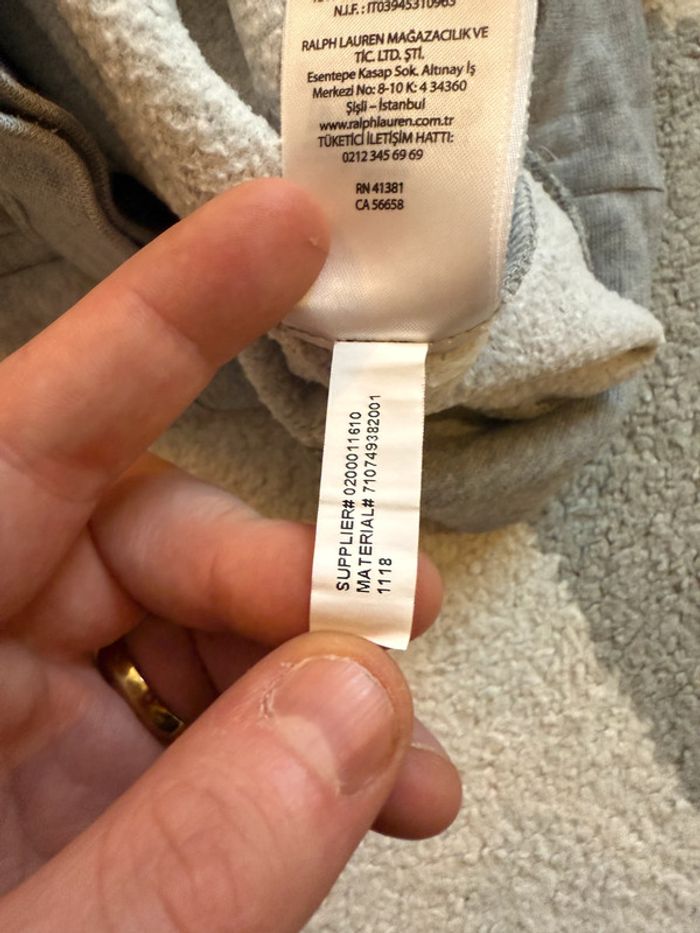 N.I.F. : IT03945310963
RALPH LAUREN MAĞAZACILIK VE
TİC. LTD. ŞTİ.
Esentepe Kasap Sok. Altınay İş
Merkezi No: 8-10 K: 4 34360
Şişli – İstanbul
www.ralphlauren.com.tr
TÜKETİCİ İLETİŞİM HATTI:
0212 345 69 69
RN 41381
CA 56658
SUPPLIER# 0200011610
MATERIAL# 710749382001
1118